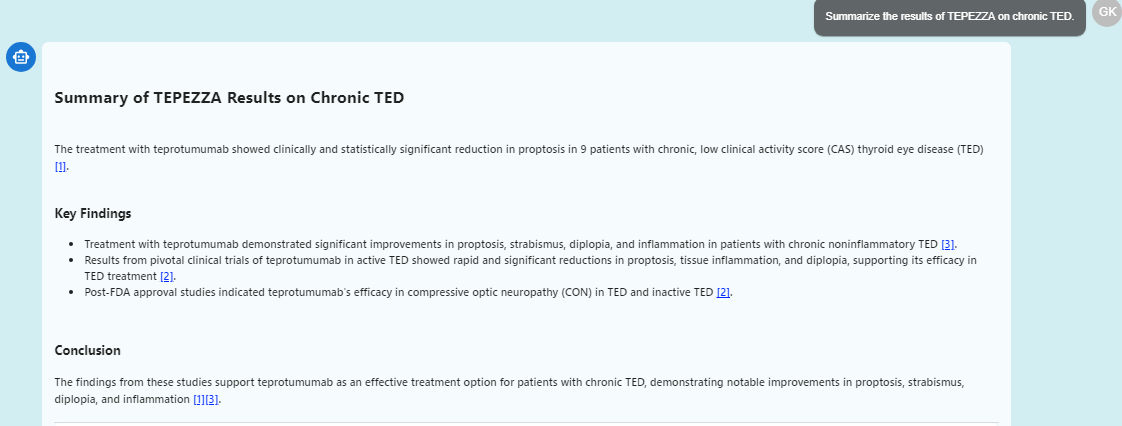 Summarize the results of TEPEZZA on chronic TED.
GK
Summary of TEPEZZA Results on Chronic TED
The treatment with teprotumumab showed clinically and statistically significant reduction in proptosis in 9 patients with chronic, low clinical activity score (CAS) thyroid eye disease (TED)
[1].
Key Findings
• Treatment with teprotumumab demonstrated significant improvements in proptosis, strabismus, diplopia, and inflammation in patients with chronic noninflammatory TED [3].
• Results from pivotal clinical trials of teprotumumab in active TED showed rapid and significant reductions in proptosis, tissue inflammation, and diplopia, supporting its efficacy in
TED treatment [2].
• Post-FDA approval studies indicated teprotumumab's efficacy in compressive optic neuropathy (CON) in TED and inactive TED [2].
Conclusion
The findings from these studies support teprotumumab as an effective treatment option for patients with chronic TED, demonstrating notable improvements in proptosis, strabismus,
diplopia, and inflammation [1][3].